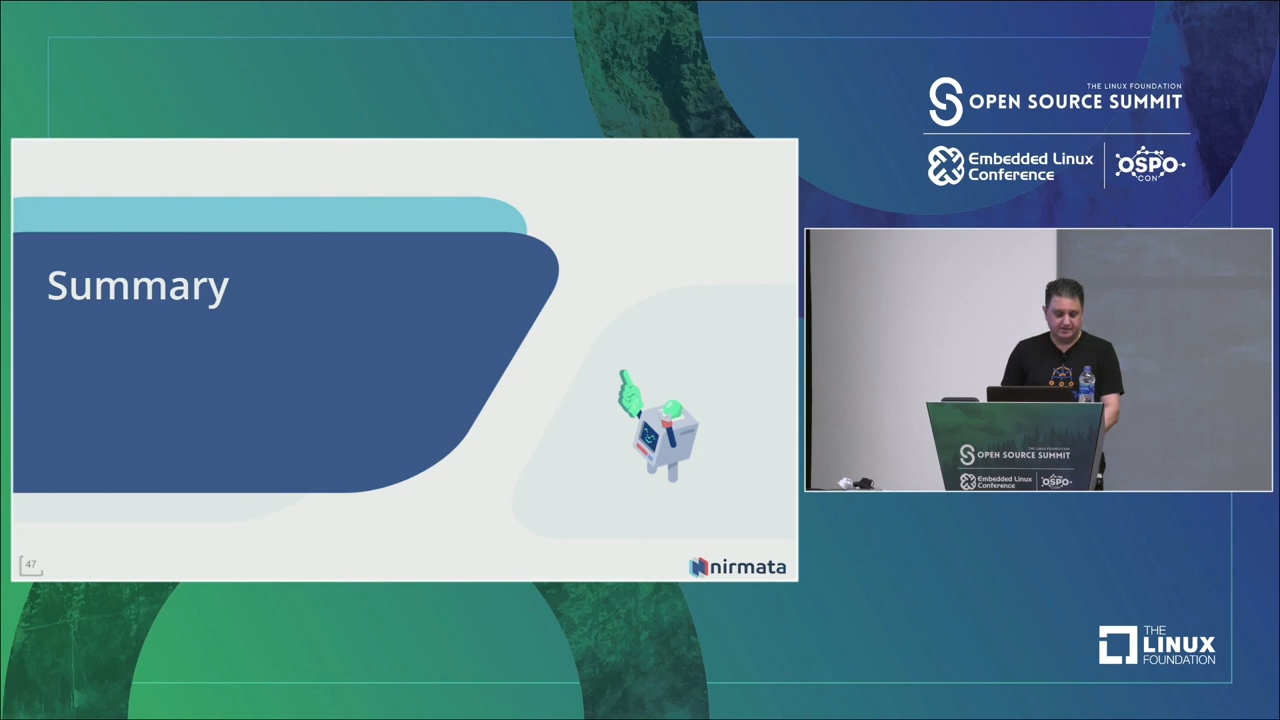 THE LINUX FOUNDATION
OPEN SOURCE SUMMIT
Embedded Linux
Conference
OSPO
CON
Summary
47
nirmata
OPEN SOURCE SUMMIT
Embedded Linux
Conference
OSPO
CON
THE
LINUX
FOUNDATION